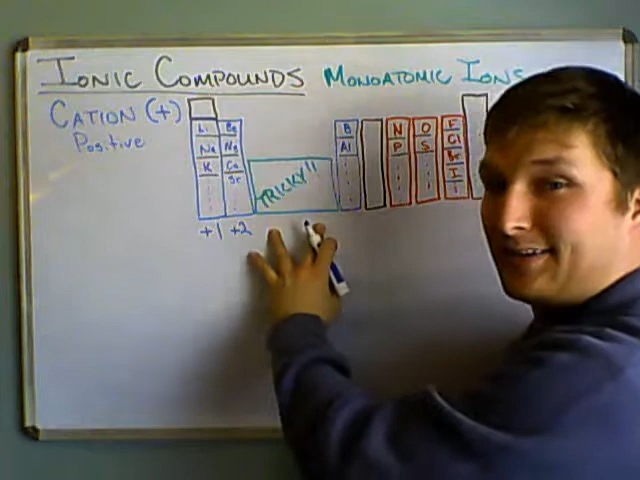 IONIC COMPOUNDS MONOATOMIC IONS
CATION (+)
Positive
Li Be B N O F
Na Mg Al P S Cl
K Ca Br
Sr I
TRICKY!!
+1 +2